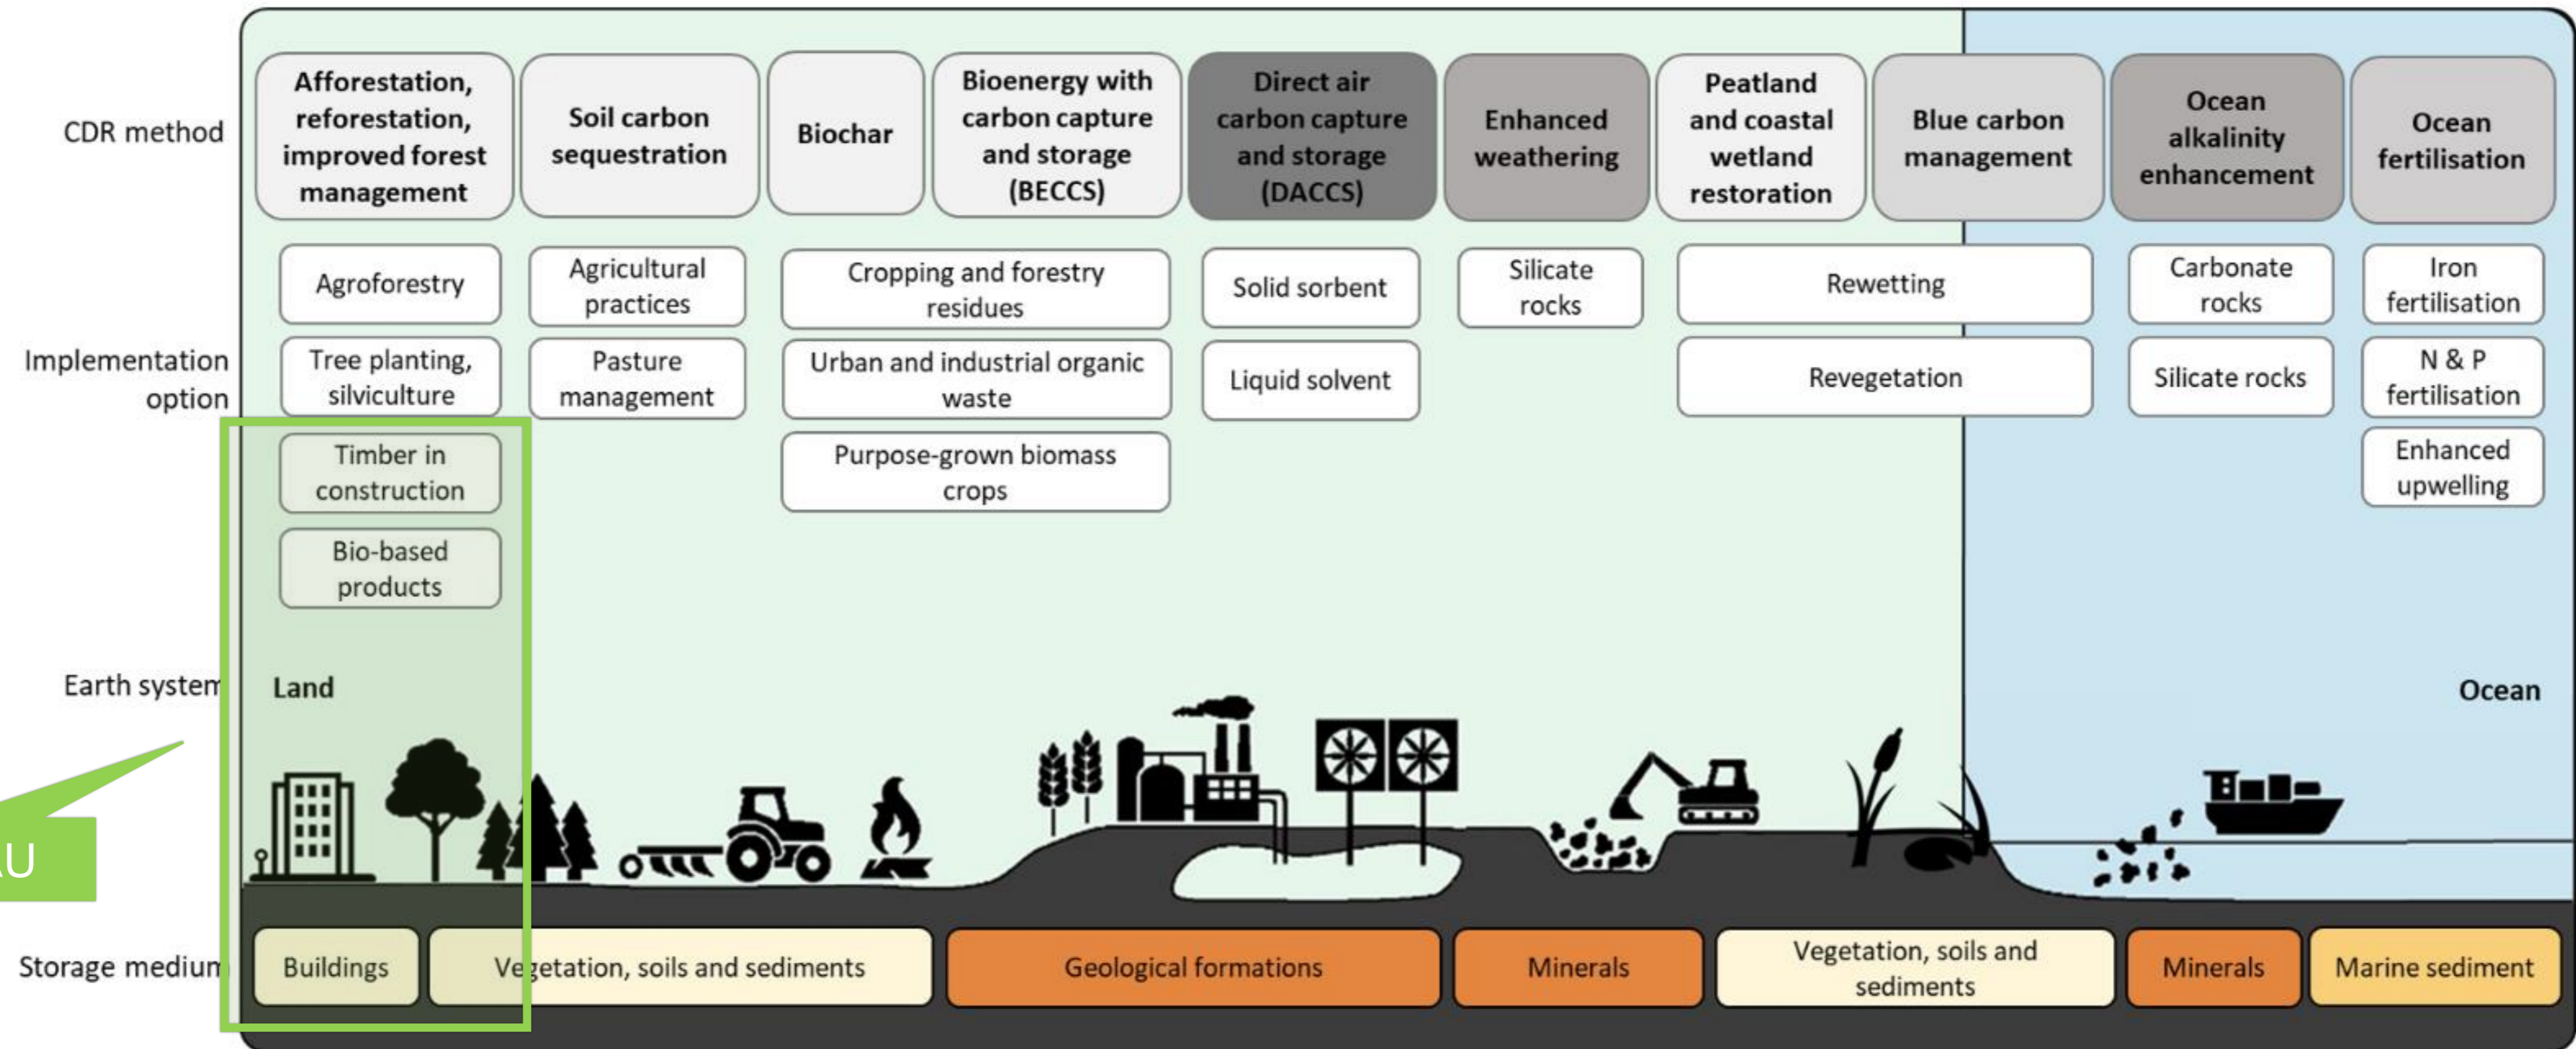 CDR method
Afforestation,
reforestation,
improved forest
management
Soil carbon
sequestration
Biochar
Bioenergy with
carbon capture
and storage
(BECCS)
Direct air
carbon capture
and storage
(DACCS)
Enhanced
weathering
Peatland
and coastal
wetland
restoration
Blue carbon
management
Ocean
alkalinity
enhancement
Ocean
fertilisation
Implementation
option
Agroforestry
Tree planting,
silviculture
Timber in
construction
Bio-based
products
Agricultural
practices
Pasture
management
Cropping and forestry
residues
Urban and industrial organic
waste
Purpose-grown biomass
crops
Solid sorbent
Liquid solvent
Silicate
rocks
Rewetting
Revegetation
Carbonate
rocks
Silicate rocks
Iron
fertilisation
N & P
fertilisation
Enhanced
upwelling
Earth system
Land
Ocean
Storage medium
Buildings
Vegetation, soils and sediments
Geological formations
Minerals
Vegetation, soils and
sediments
Minerals
Marine sediment